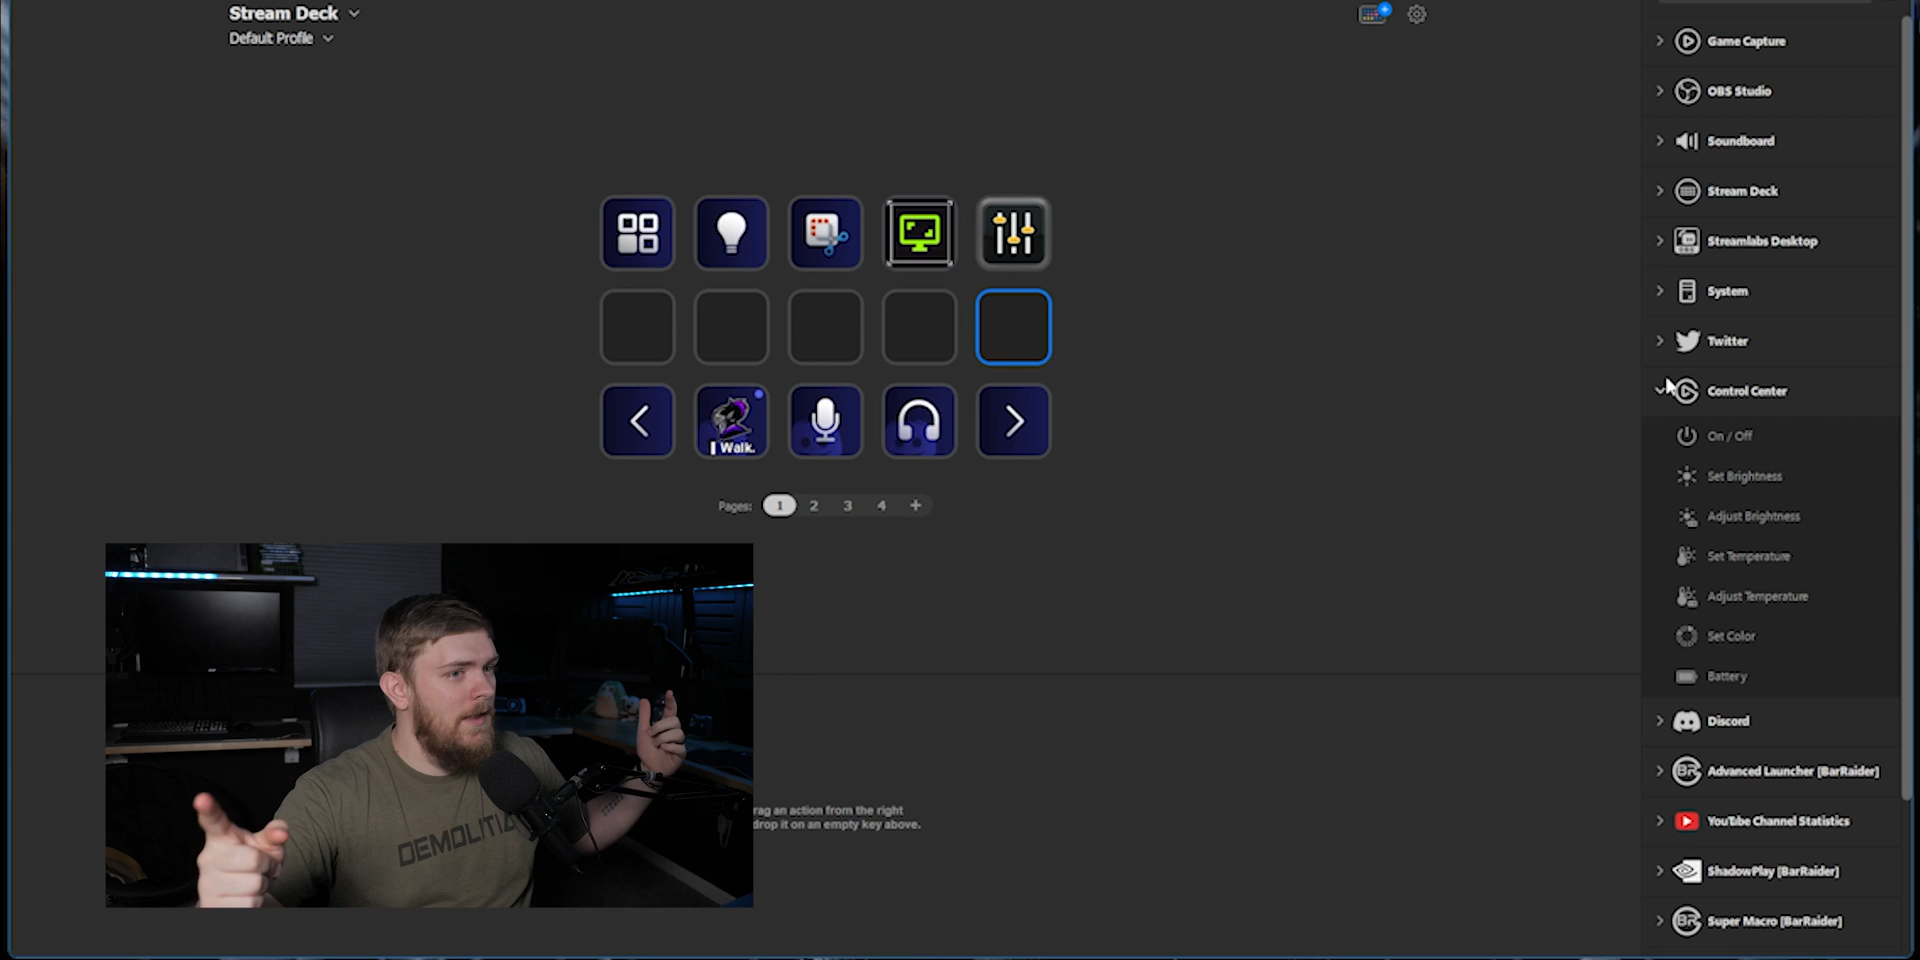 Stream Deck
Default Profile
Game Capture
OBS Studio
Soundboard
Stream Deck
Streamlabs Desktop
System
Twitter
Control Center
On / Off
Set Brightness
Adjust Brightness
Set Temperature
Adjust Temperature
Set Color
Battery
Discord
Advanced Launcher [BarRaider]
YouTube Channel Statistics
ShadowPlay [BarRaider]
Super Macro [BarRaider]
I Walk.
Pages: 1 2 3 4 +
an action from the right
drop it on an empty key above.